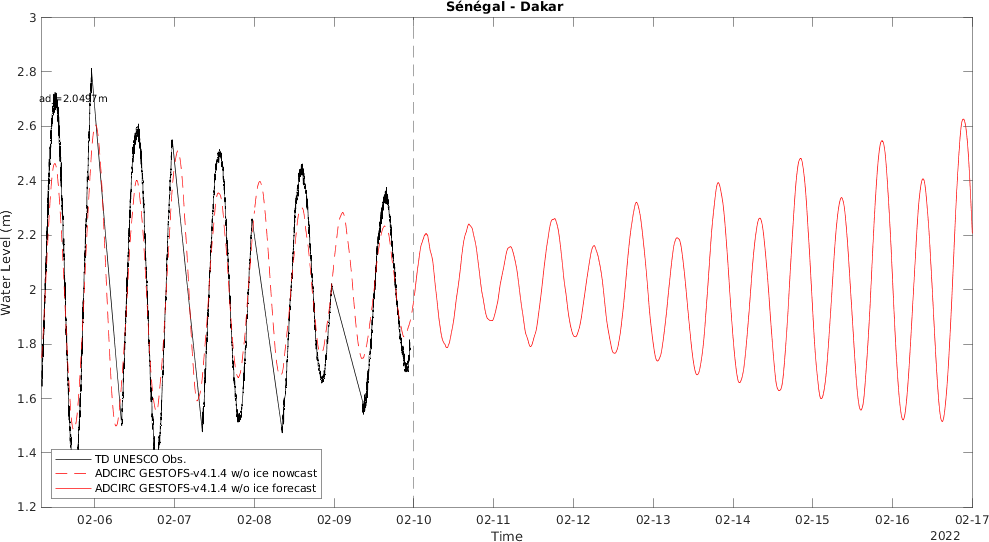 Sénégal - Dakar
3
2.8
2.6
2.4
2.2
2
1.8
1.6
1.4
1.2
Water Level (m)
adj=2.0497m
TD UNESCO Obs.
ADCIRC GESTOFS-v4.1.4 w/o ice nowcast
ADCIRC GESTOFS-v4.1.4 w/o ice forecast
02-06 02-07 02-08 02-09 02-10 02-11 02-12 02-13 02-14 02-15 02-16 02-17
Time
2022